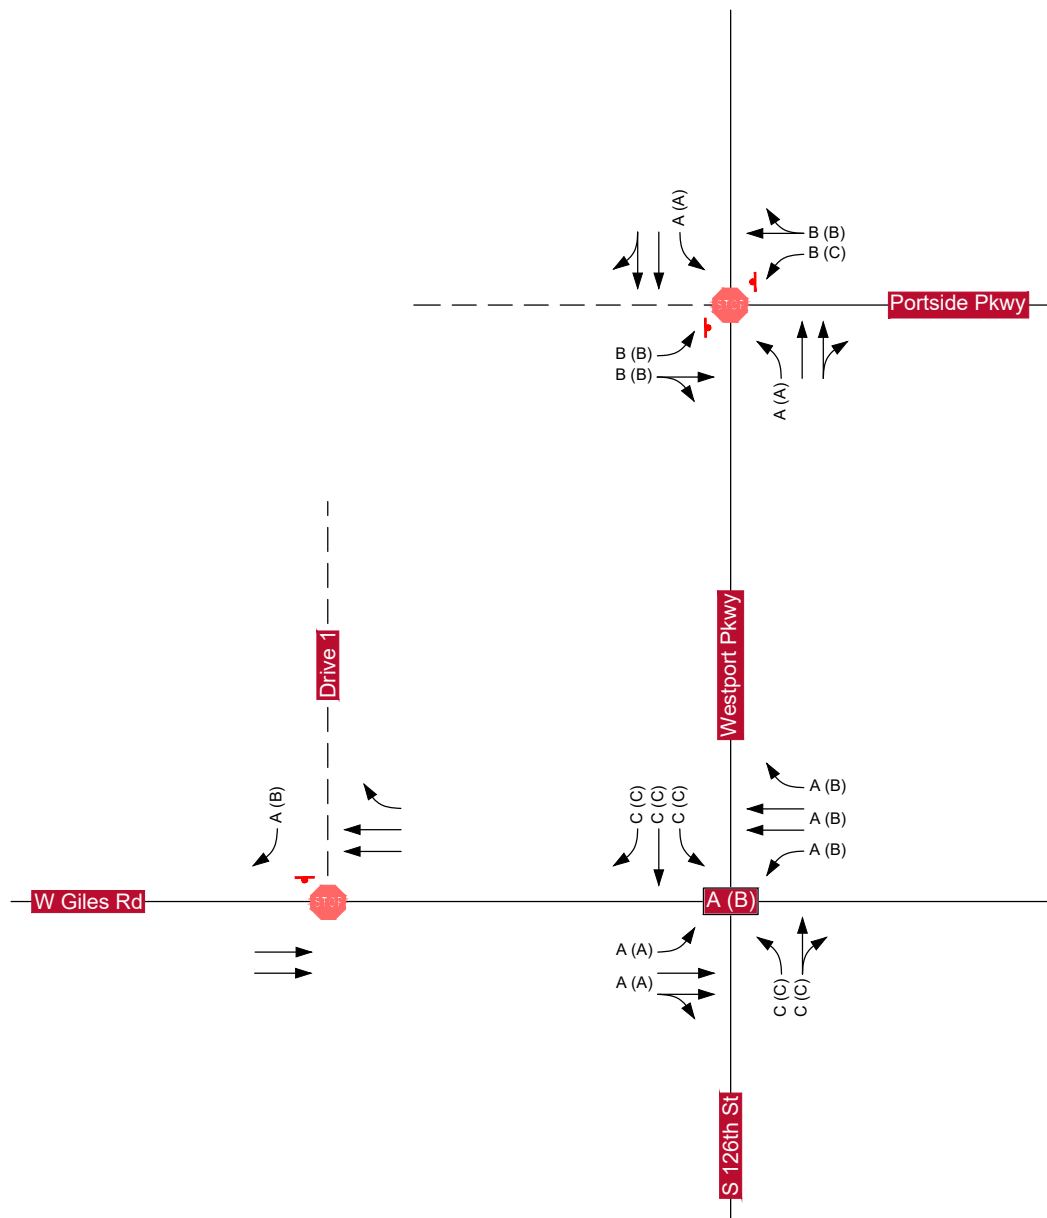 A (A)
B (B)
B (C)
STOP
Portside Pkwy
B (B)
B (B)
A (A)
Westport Pkwy
Drive 1
A (B)
C (C)
C (C)
C (C)
A (B)
A (B)
A (B)
W Giles Rd
STOP
A (B)
A (A)
A (A)
C (C)
C (C)
S 126th St